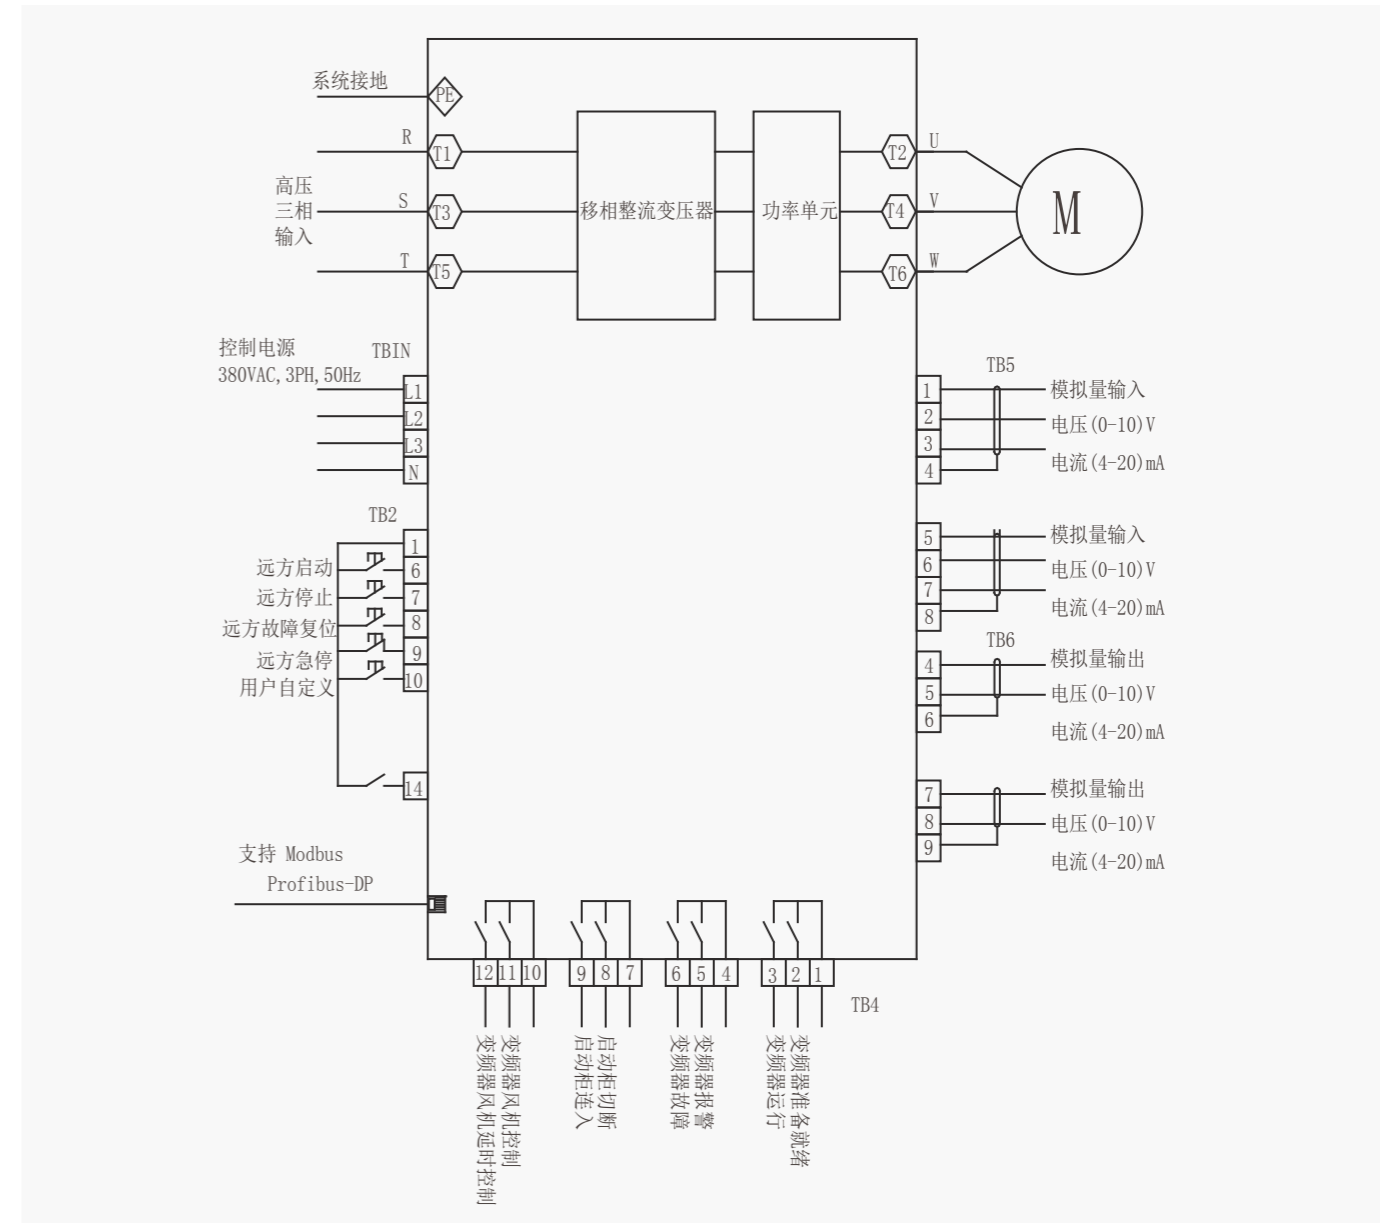 系统接地
PE
R
T1
高压
三相
输入
S
T3
T
T5
移相整流变压器
功率单元
T2
U
T4
V
T6
W
M
控制电源
380VAC,3PH,50Hz
TBIN
L1
L2
L3
N
TB2
1
远方启动
6
远方停止
7
远方故障复位
8
远方急停
9
用户自定义
10
14
支持 Modbus
Profibus-DP
TB5
1
2
3
4
模拟量输入
电压(0-10)V
电流(4-20)mA
5
6
7
8
模拟量输入
电压(0-10)V
电流(4-20)mA
TB6
4
5
6
模拟量输出
电压(0-10)V
电流(4-20)mA
7
8
9
模拟量输出
电压(0-10)V
电流(4-20)mA
12 11 10
9 8 7
6 5 4
3 2 1
TB4
变频器风机延时控制
变频器风机控制
启动柜连入
启动柜切断
变频器故障
变频器报警
变频器运行
变频器准备就绪